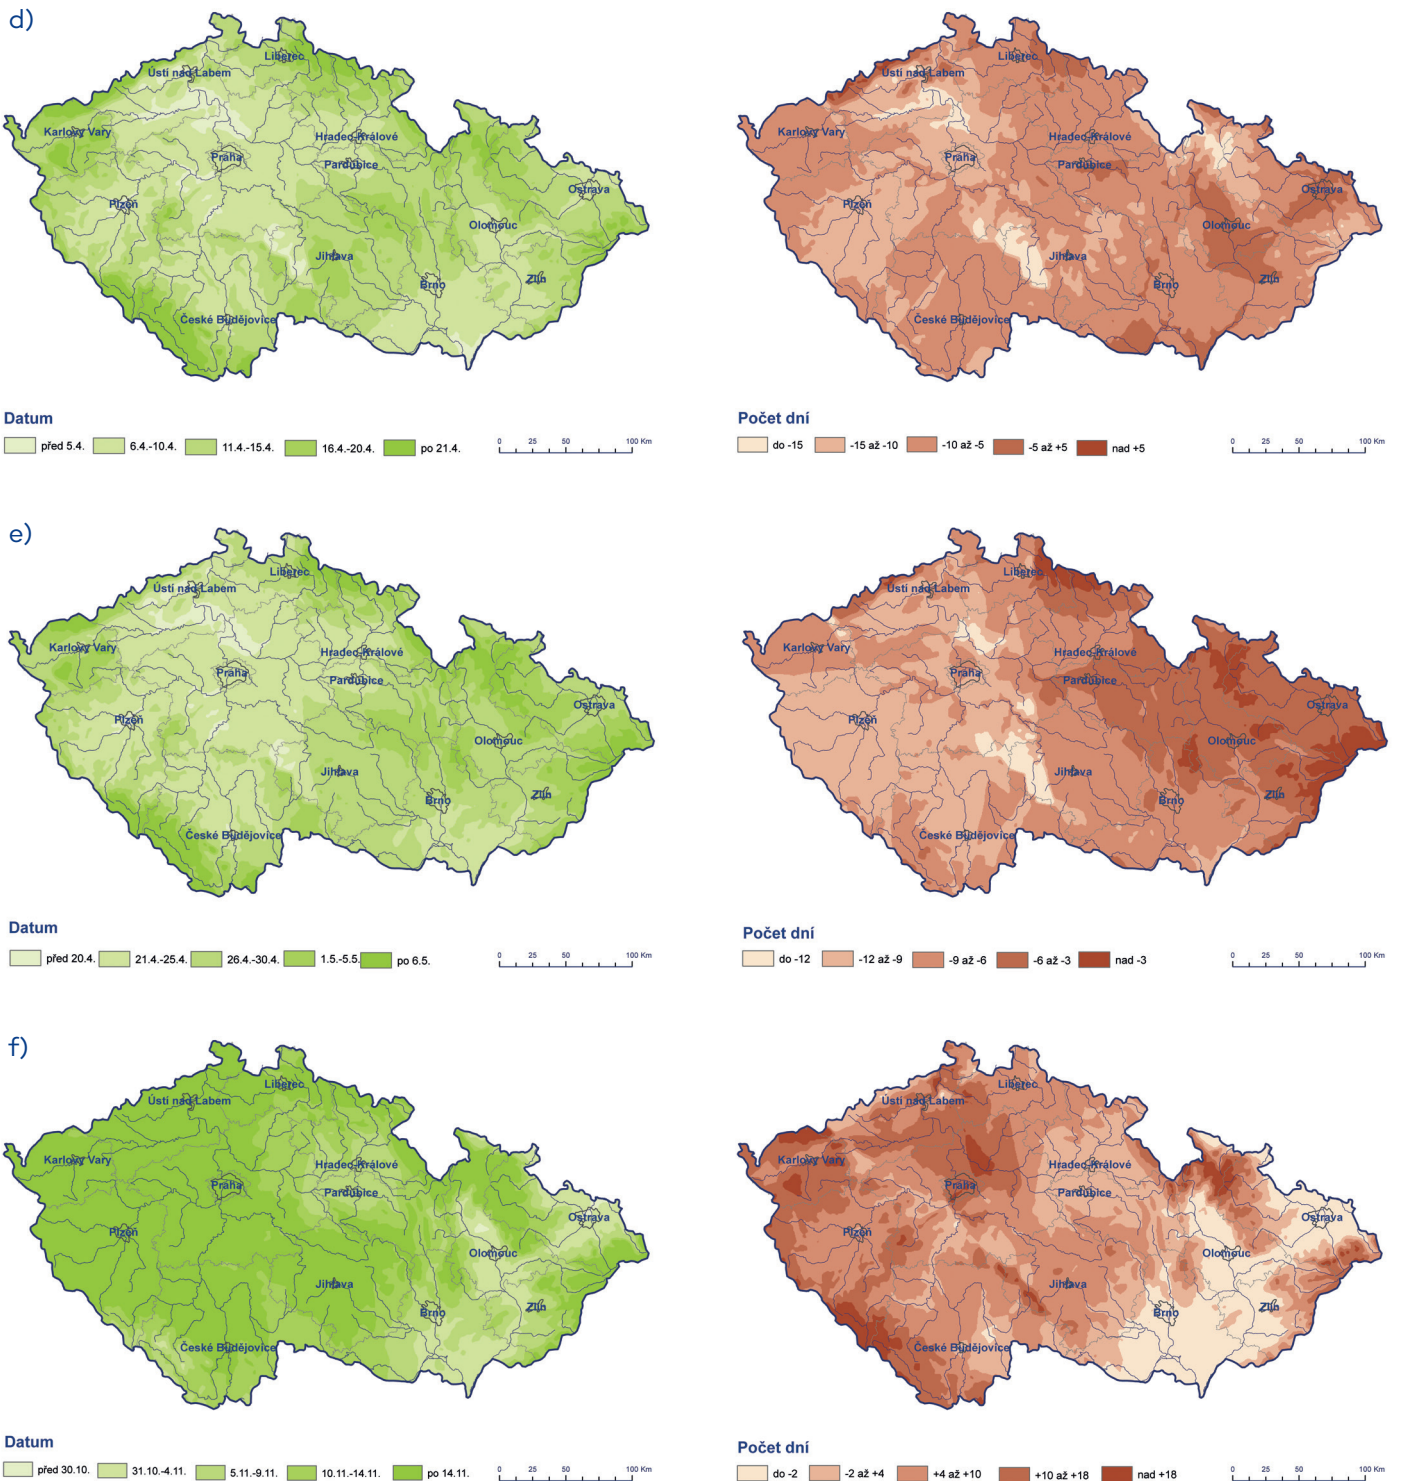 d)
Liberec
Ústí nad Labem
Karlovy Vary
Hradec Králové
Praha
Pardubice
Ostrava
Plzeň
Olomouc
Jihlava
Brno
Zlín
České Budějovice
Datum
před 5.4. 6.4.-10.4. 11.4.-15.4. 16.4.-20.4. po 21.4.
0 25 50 100 Km
Liberec
Ústí nad Labem
Karlovy Vary
Hradec Králové
Praha
Pardubice
Ostrava
Plzeň
Olomouc
Jihlava
Brno
Zlín
České Budějovice
Počet dní
do -15 -15 až -10 -10 až -5 -5 až +5 nad +5
0 25 50 100 Km
e)
Liberec
Ústí nad Labem
Karlovy Vary
Hradec Králové
Praha
Pardubice
Ostrava
Plzeň
Olomouc
Jihlava
Brno
Zlín
České Budějovice
Datum
před 20.4. 21.4.-25.4. 26.4.-30.4. 1.5.-5.5. po 6.5.
0 25 50 100 Km
Liberec
Ústí nad Labem
Karlovy Vary
Hradec Králové
Praha
Pardubice
Ostrava
Plzeň
Olomouc
Jihlava
Brno
Zlín
České Budějovice
Počet dní
do -12 -12 až -9 -9 až -6 -6 až -3 nad -3
0 25 50 100 Km
f)
Liberec
Ústí nad Labem
Karlovy Vary
Hradec Králové
Praha
Pardubice
Ostrava
Plzeň
Olomouc
Jihlava
Brno
Zlín
České Budějovice
Datum
před 30.10. 31.10.-4.11. 5.11.-9.11. 10.11.-14.11. po 14.11.
0 25 50 100 Km
Liberec
Ústí nad Labem
Karlovy Vary
Hradec Králové
Praha
Pardubice
Ostrava
Plzeň
Olomouc
Jihlava
Brno
Zlín
České Budějovice
Počet dní
do -2 -2 až +4 +4 až +10 +10 až +18 nad +18
0 25 50 100 Km